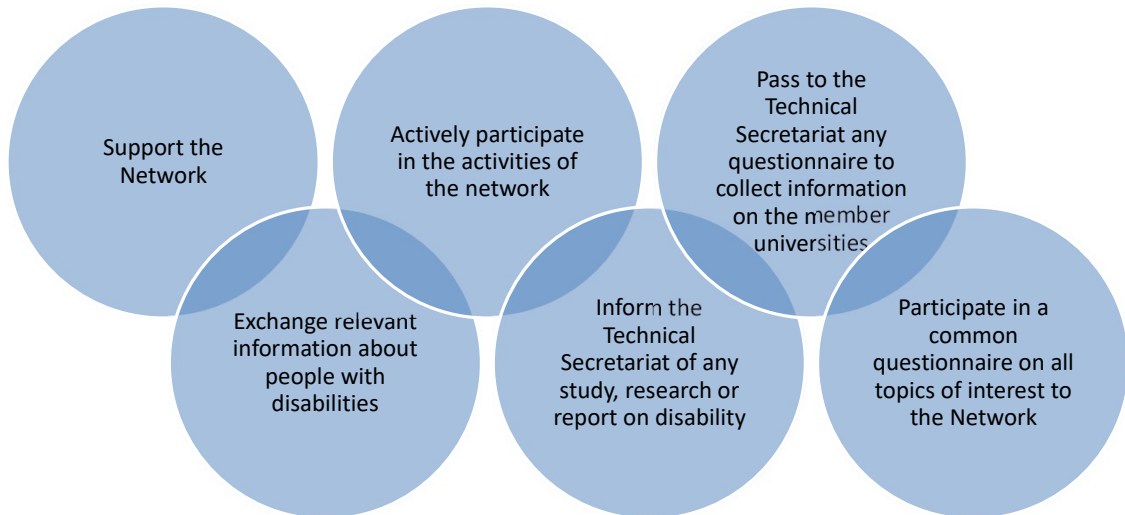 Support the
Network
Exchange relevant
information about
people with
disabilities
Actively participate
in the activities of
the network
Inform the
Technical
Secretariat of any
study, research or
report on disability
Pass to the
Technical
Secretariat any
questionnaire to
collect information
on the member
universities
Participate in a
common
questionnaire on all
topics of interest to
the Network